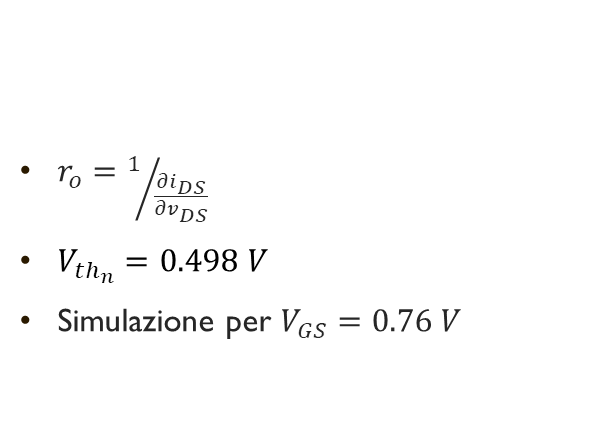 • r_o = 1/(∂i_DS/∂v_DS)
• V_th_n = 0.498 V
• Simulazione per V_GS = 0.76 V